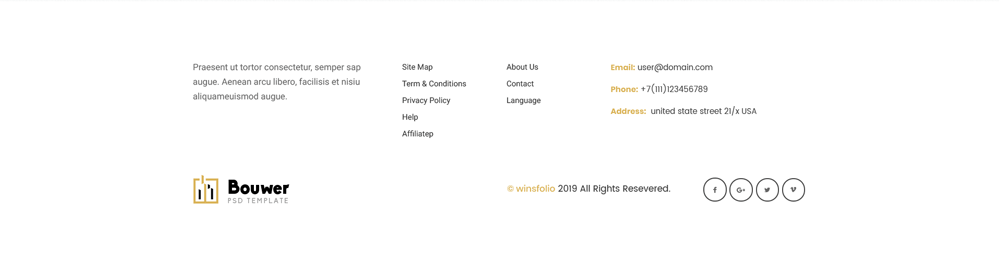 Praesent ut tortor consectetur, semper sap
augue. Aenean arcu libero, facilisis et nisiu
aliquameuismod augue.
Site Map
Term & Conditions
Privacy Policy
Help
Affiliatep
About Us
Contact
Language
Email: user@domain.com
Phone: +7(111)123456789
Address: united state street 21/x USA
Bouwer
PSD TEMPLATE
© winsfolio 2019 All Rights Resevered.